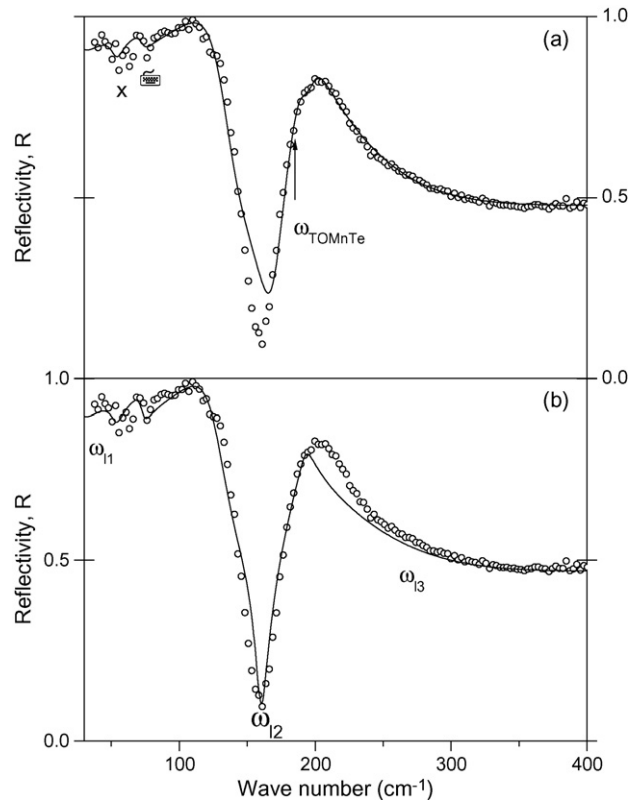 1.0
(a)
x
Reflectivity, R
0.5
ω_TOMnTe
1.0
0.0
(b)
ω_l1
Reflectivity, R
0.5
ω_l3
0.0
ω_l2
100
200
300
400
Wave number (cm⁻¹)